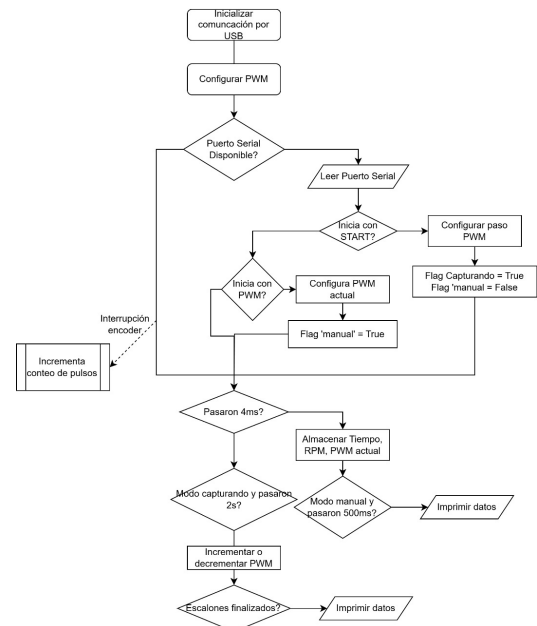 Inicializar
comuncación por
USB
Configurar PWM
Puerto Serial
Disponible?
Leer Puerto Serial
Inicia con
START?
Configurar paso
PWM
Inicia con
PWM?
Configura PWM
actual
Flag Capturando = True
Flag 'manual = False
Interrupción
encoder
Flag 'manual' = True
Incrementa
conteo de pulsos
Pasaron 4ms?
Almacenar Tiempo,
RPM, PWM actual
Modo capturando y pasaron
2s?
Modo manual y
pasaron 500ms?
Imprimir datos
Incrementar o
decrementar PWM
Escalones finalizados?
Imprimir datos